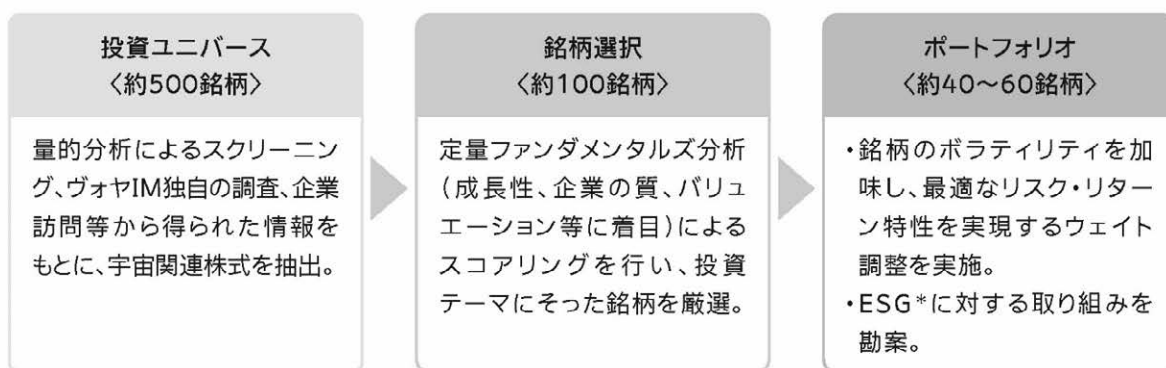 投資ユニバース
〈約500銘柄〉
量的分析によるスクリーニン
グ、ヴォヤIM独自の調査、企業
訪問等から得られた情報を
もとに、宇宙関連株式を抽出。
銘柄選択
〈約100銘柄〉
定量ファンダメンタルズ分析
(成長性、企業の質、バリュ
エーション等に着目)による
スコアリングを行い、投資
テーマにそった銘柄を厳選。
ポートフォリオ
〈約40～60銘柄〉
・銘柄のボラティリティを加
味し、最適なリスク・リター
ン特性を実現するウェイト
調整を実施。
・ESG*に対する取り組みを
勘案。